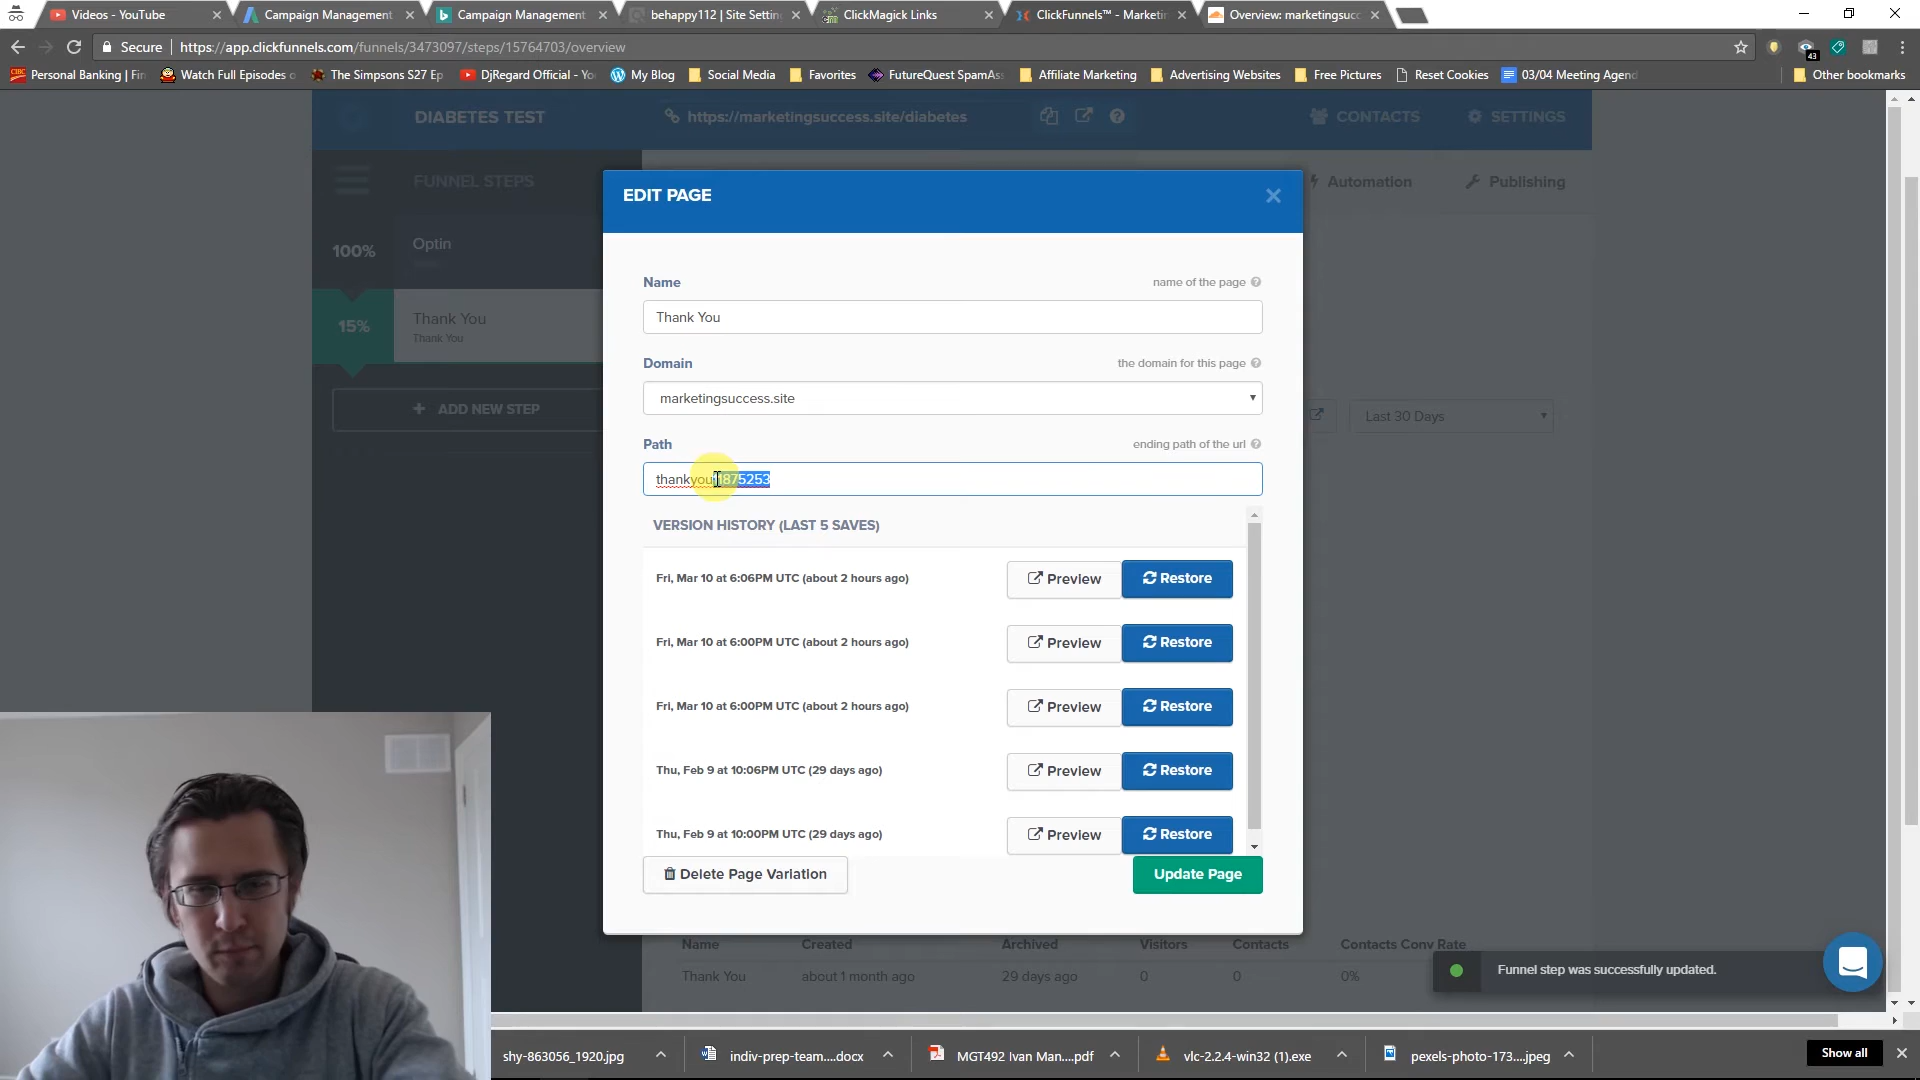 Videos - YouTube
Campaign Management
Campaign Management
behappy112 | Site Settin
ClickMagick Links
ClickFunnels™ - Marketi
Overview: marketingsucc
Secure
https://app.clickfunnels.com/funnels/3473097/steps/15764703/overview
43
CIBC
Personal Banking | Fin
Watch Full Episodes o
The Simpsons S27 Ep
DjRegard Official - Yo
My Blog
Social Media
Favorites
FutureQuest SpamAs
Affiliate Marketing
Advertising Websites
Free Pictures
Reset Cookies
03/04 Meeting Agend
Other bookmarks
DIABETES TEST
https://marketingsuccess.site/diabetes
CONTACTS
SETTINGS
FUNNEL STEPS
EDIT PAGE
Automation
Publishing
100%
Optin
15%
Thank You
Thank You
ADD NEW STEP
Last 30 Days
Name
name of the page
Thank You
Domain
the domain for this page
marketingsuccess.site
Path
ending path of the url
VERSION HISTORY (LAST 5 SAVES)
Fri, Mar 10 at 6:06PM UTC (about 2 hours ago)
Preview
Restore
Fri, Mar 10 at 6:00PM UTC (about 2 hours ago)
Preview
Restore
Fri, Mar 10 at 6:00PM UTC (about 2 hours ago)
Preview
Restore
Thu, Feb 9 at 10:06PM UTC (29 days ago)
Preview
Restore
Thu, Feb 9 at 10:00PM UTC (29 days ago)
Preview
Restore
Delete Page Variation
Update Page
Name
Created
Archived
Visitors
Contacts
Contacts Conv Rate
Thank You
about 1 month ago
29 days ago
0
0
0%
Funnel step was successfully updated.
shy-863056_1920.jpg
indiv-prep-team....docx
MGT492 Ivan Man....pdf
vlc-2.2.4-win32 (1).exe
pexels-photo-173....jpeg
Show all